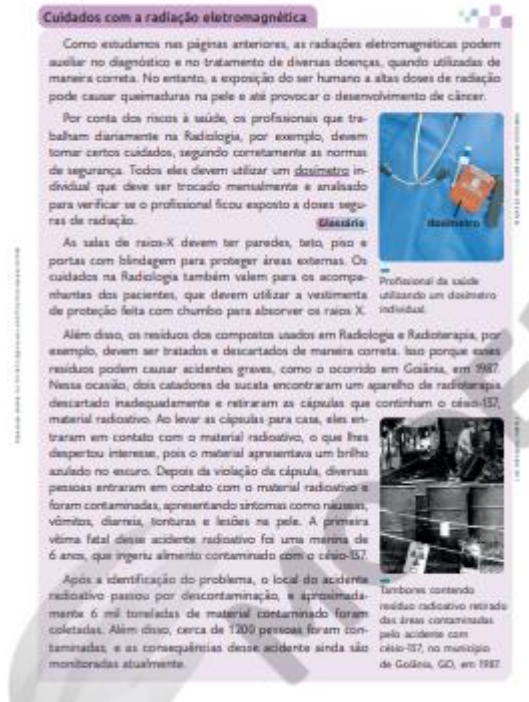 Cuidados com a radiação eletromagnética
Como estudamos nas páginas anteriores, as radiações eletromagnéticas podem
auxiliar no diagnóstico e no tratamento de diversas doenças, quando utilizadas de
maneira correta. No entanto, a exposição do ser humano a altas doses de radiação
pode causar queimaduras na pele e até provocar o desenvolvimento de câncer.
Por conta dos riscos à saúde, os profissionais que tra-
balham diariamente na Radiologia, por exemplo, devem
tomar certos cuidados, seguindo corretamente as normas
de segurança. Todos eles devem utilizar um dosímetro in-
dividual que deve ser trocado mensalmente e analisado
para verificar se o profissional ficou exposto a doses segu-
ras de radiação.
Glossário
As salas de raios-X devem ter paredes, teto, piso e
portas com blindagem para proteger áreas externas. Os
cuidados na Radiologia também valem para os acompa-
nhantes dos pacientes, que devem utilizar a vestimenta
de proteção feita com chumbo para absorver os raios X.
dosímetro
Profissional da saúde
utilizando um dosímetro
individual.
Além disso, os resíduos dos compostos usados em Radiologia e Radioterapia, por
exemplo, devem ser tratados e descartados de maneira correta. Isso porque esses
resíduos podem causar acidentes graves, como o ocorrido em Goiânia, em 1987.
Nessa ocasião, dois catadores de sucata encontraram um aparelho de radioterapia
descartado inadequadamente e retiraram as cápsulas que continham o césio-137,
material radioativo. Ao levar as cápsulas para casa, eles en-
traram em contato com o material radioativo, o que lhes
despertou interesse, pois o material apresentava um brilho
azulado no escuro. Depois da violação da cápsula, diversas
pessoas entraram em contato com o material radioativo e
foram contaminadas, apresentando sintomas como náuseas,
vômitos, diarreia, tonturas e lesões na pele. A primeira
vítima fatal desse acidente radioativo foi uma menina de
6 anos, que ingeriu alimento contaminado com o césio-137.
Após a identificação do problema, o local do acidente
radioativo passou por descontaminação, e aproximada-
mente 6 mil toneladas de material contaminado foram
coletadas. Além disso, cerca de 1200 pessoas foram con-
taminadas, e as consequências desse acidente ainda são
monitoradas atualmente.
Tambores contendo
resíduo radioativo retirado
das áreas contaminadas
pelo acidente com
césio-137, no município
de Goiânia, GO, em 1987.